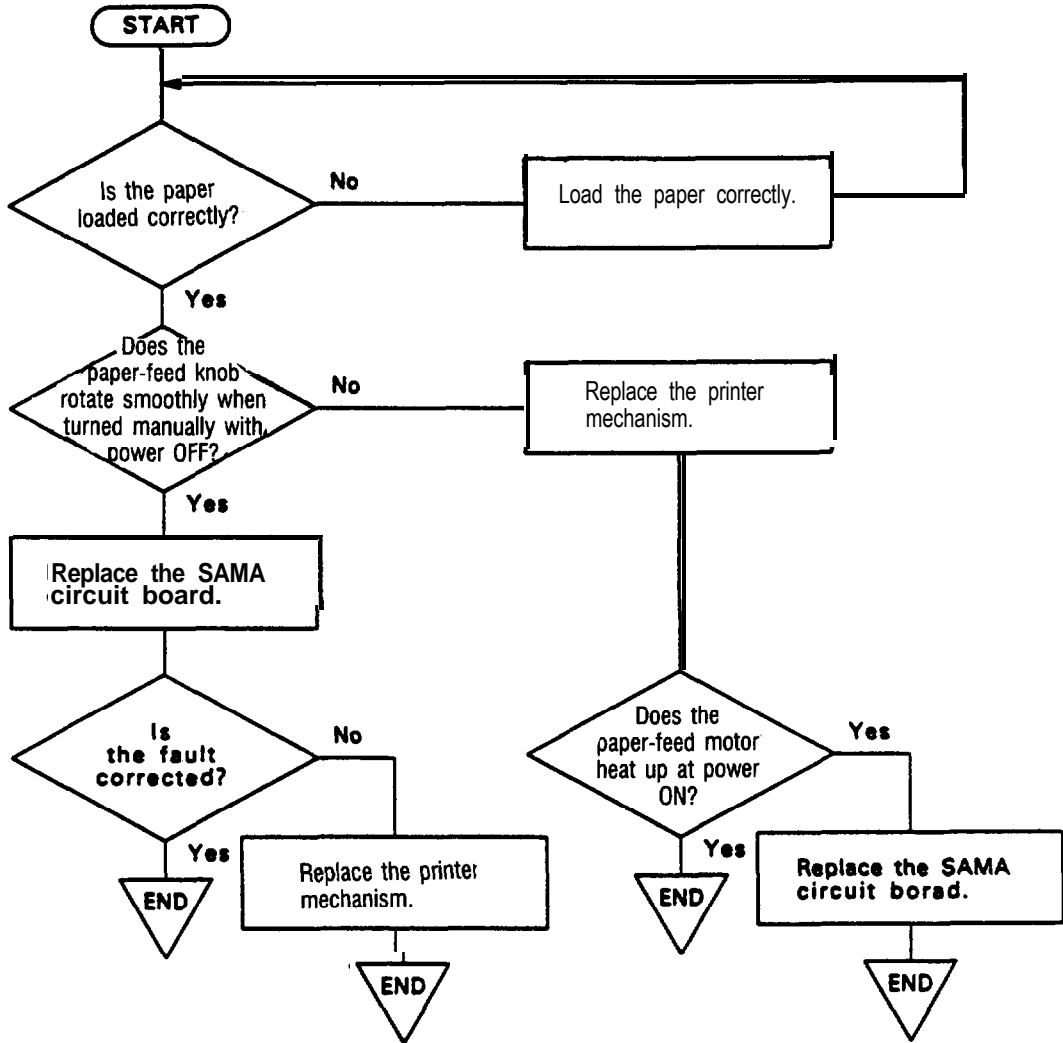 START
Is the paper
loaded correctly?
No
Load the paper correctly.
Yes
Does the
paper-feed knob
rotate smoothly when
turned manually with
power OFF?
No
Replace the printer
mechanism.
Yes
Replace the SAMA
circuit board.
Is
the fault
corrected?
No
Does the
paper-feed motor
heat up at power
ON?
Yes
Yes
END
Replace the printer
mechanism.
END
Yes
END
Replace the SAMA
circuit borad.
END